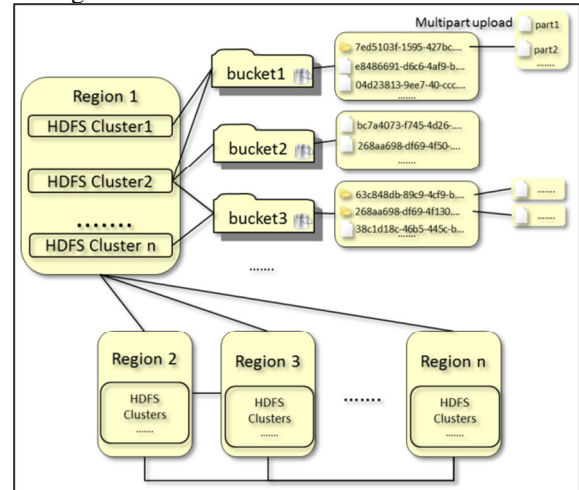 Multipart upload
part1
part2
.......
7ed5103f-1595-427bc....
e8486691-d6c6-4af9-b....
04d23813-9ee7-40-ccc....
.......
bucket1
Region 1
HDFS Cluster1
HDFS Cluster2
.......
HDFS Cluster n
bucket2
bc7a4073-f745-4d26-....
268aa698-df69-4f50-....
.......
bucket3
63c848db-89c9-4cf9-b....
268aa698-df69-4f130....
38c1d18c-46b5-445c-b...
.......
.......
.......
.......
Region 2
HDFS
Clusters
.......
Region 3
HDFS
Clusters
.......
.......
Region n
HDFS
Clusters
.......